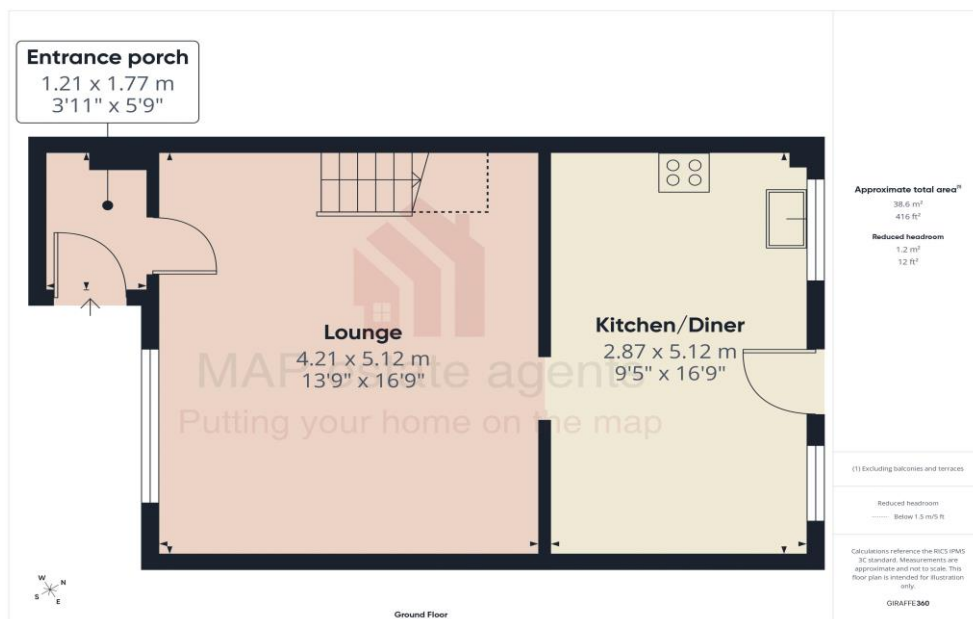 Entrance porch
1.21 x 1.77 m
3'11" x 5'9"
Lounge
4.21 x 5.12 m
13'9" x 16'9"
Kitchen/Diner
2.87 x 5.12 m
9'5" x 16'9"
MAP estate agents
Putting your home on the map
W
N
S
E
Ground Floor
Approximate total area⁽¹⁾
38.6 m²
416 ft²
Reduced headroom
1.2 m²
12 ft²
(1) Excluding balconies and terraces
Reduced headroom
Below 1.5 m/5 ft
Calculations reference the RICS IPMS
3C standard. Measurements are
approximate and not to scale. This
floor plan is intended for illustration
only.
GIRAFFE360